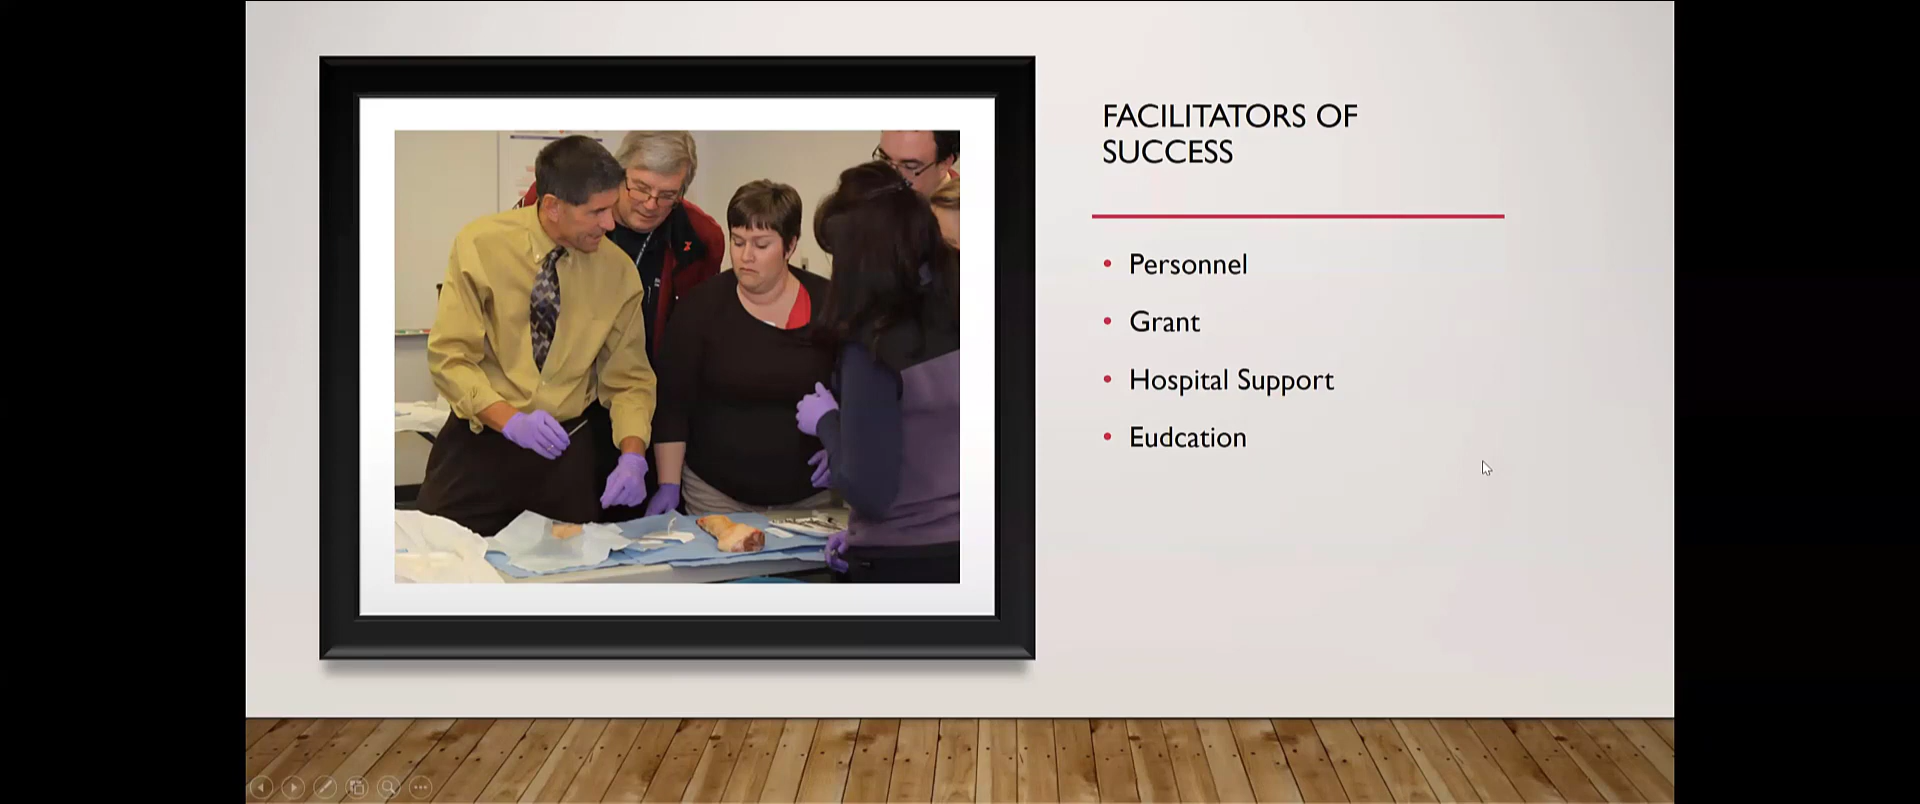 FACILITATORS OF
SUCCESS
• Personnel
• Grant
• Hospital Support
• Eudcation